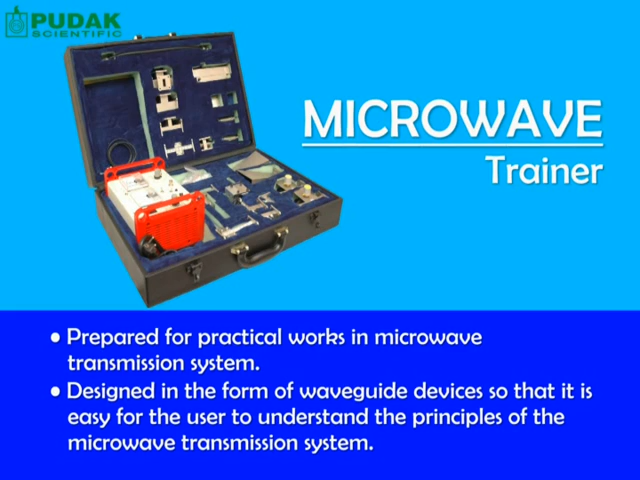 PUDAK
SCIENTIFIC
MICROWAVE
Trainer
• Prepared for practical works in microwave
transmission system.
• Designed in the form of waveguide devices so that it is
easy for the user to understand the principles of the
microwave transmission system.